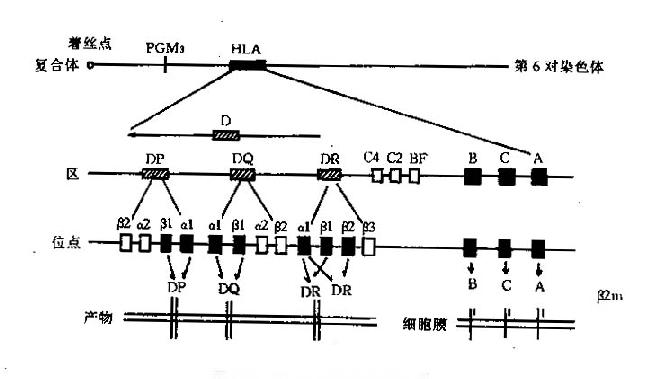 着丝点
PGM3 HLA
复合体 第6对染色体
D
DP DQ DR C4 C2 BF B C A
区
β2 α2 β1 α1 α1 β1 α2 β2 α1 β1 β2 β3
位点
DP DQ DR DR B C A
β2m
产物 细胞膜